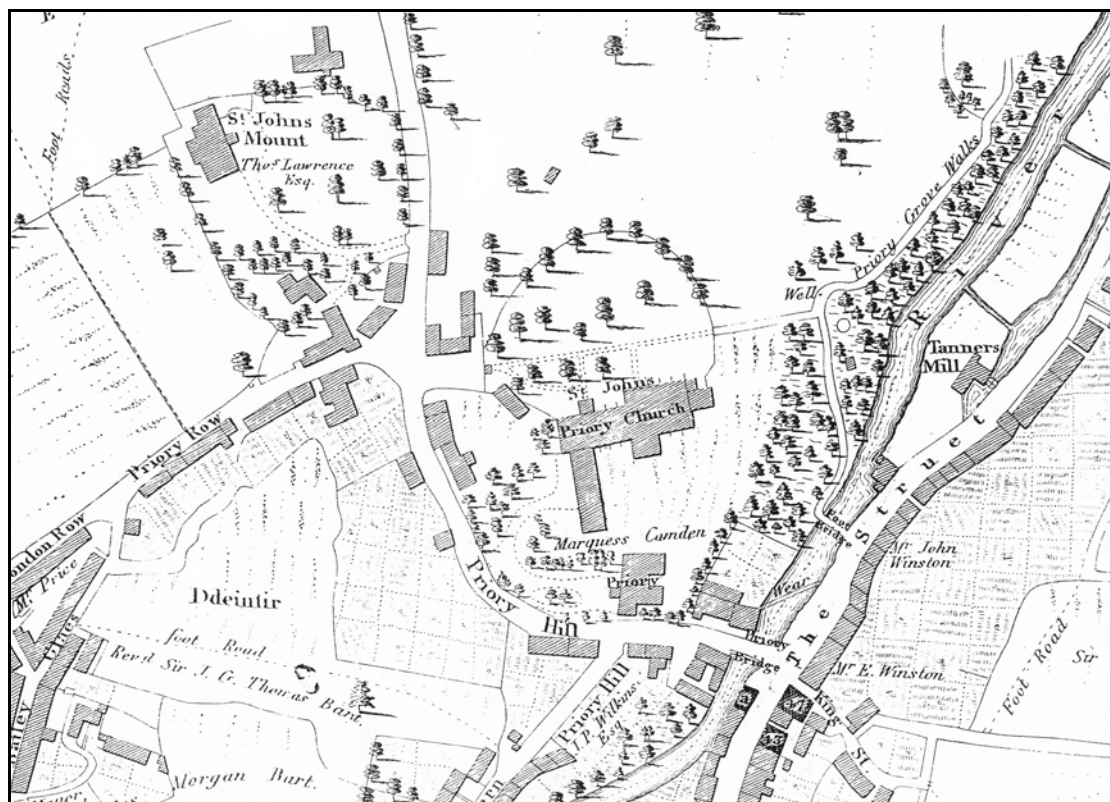 Foot Roads
St. Johns
Mount
Thos. Lawrence
Esq.
Priory Grove Walks
Well
River
Tanners
Mill
St. Johns
Priory Church
Priory Row
London Row
Mr. Price
Marquess Camden
Priory
Foot
Bridge
Wear
Mr. John
Winston
The Struet
Ddeintir
Priory Hill
foot Road
Revd. Sir J. G. Thomas Bart.
Priory
Bridge
Mr. E. Winston
Foot Road
Sir
King St
Priory Hill
J. P. Wilkins
Esq.
Morgan Bart.